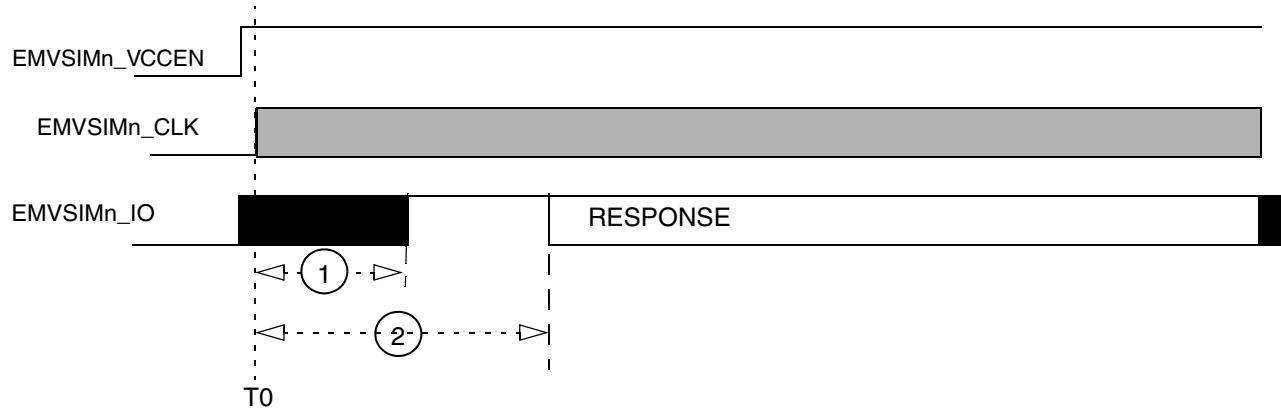 EMVSIMn_VCCEN
EMVSIMn_CLK
EMVSIMn_IO
RESPONSE
1
2
T0